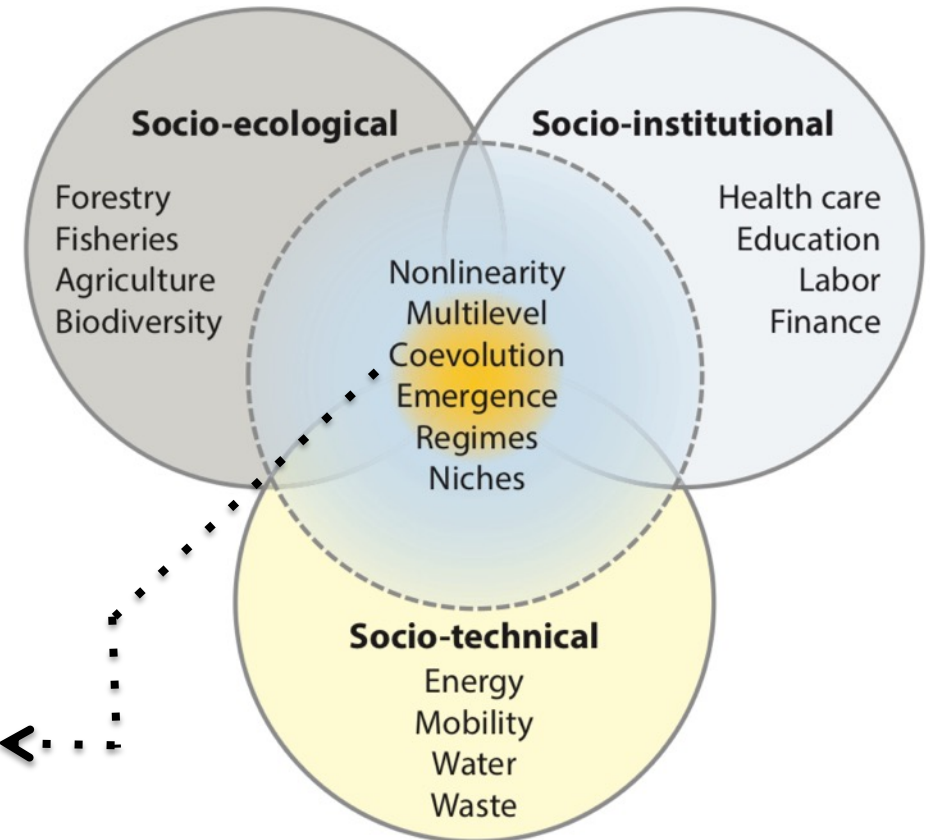 Socio-ecological
Forestry
Fisheries
Agriculture
Biodiversity
Socio-institutional
Health care
Education
Labor
Finance
Nonlinearity
Multilevel
Coevolution
Emergence
Regimes
Niches
Socio-technical
Energy
Mobility
Water
Waste